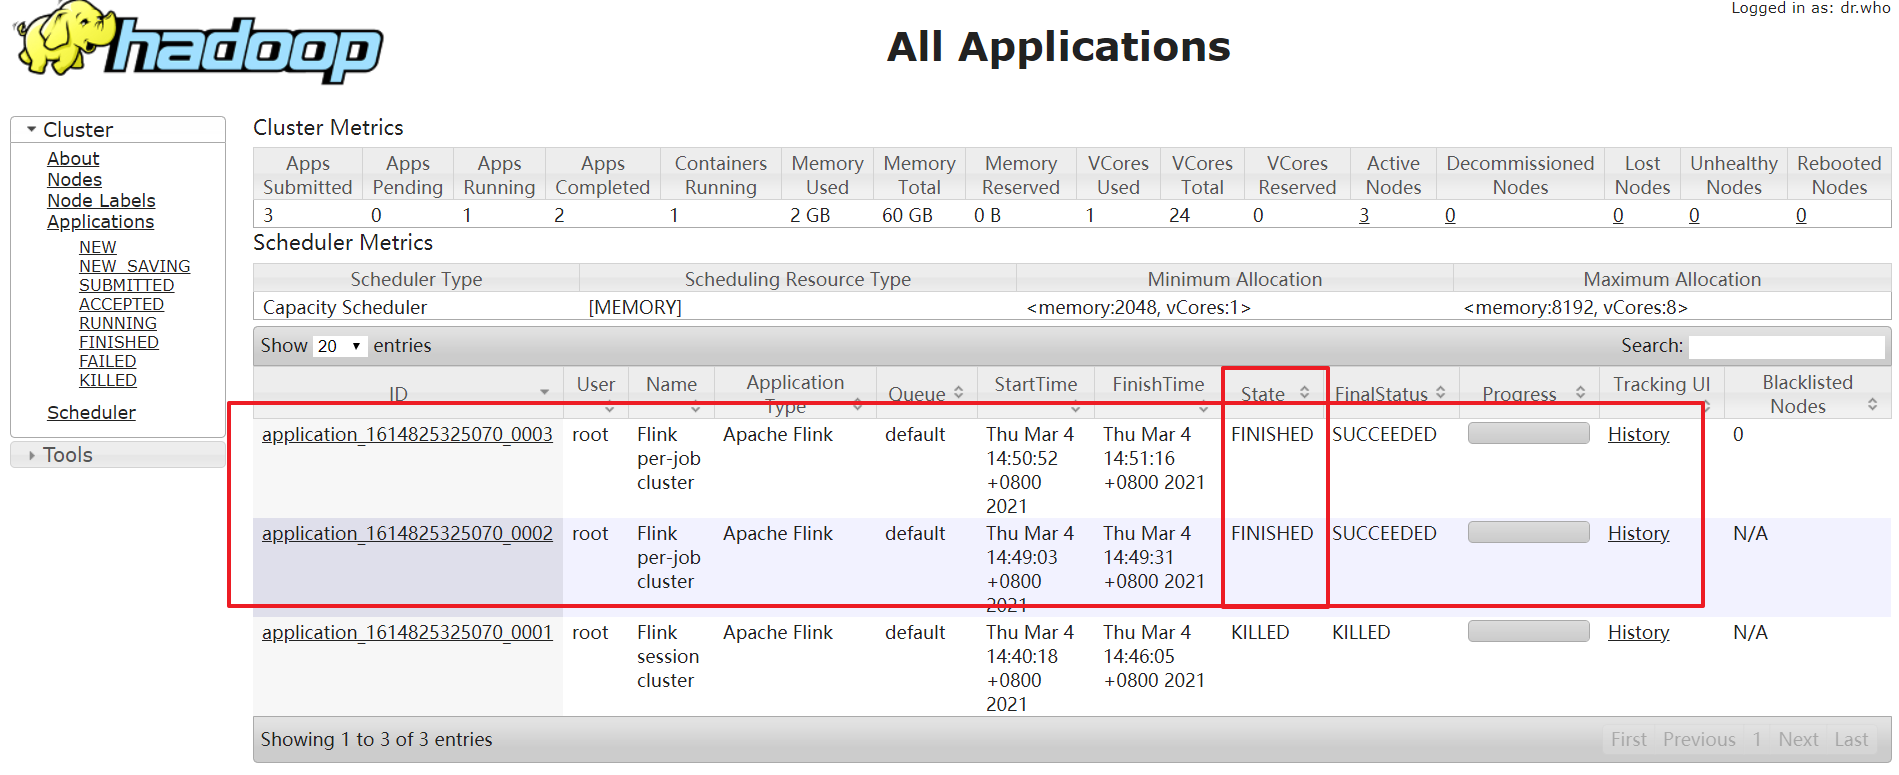 Logged in as: dr.who
hadoop
All Applications
Cluster
About
Nodes
Node Labels
Applications
NEW
NEW_SAVING
SUBMITTED
ACCEPTED
RUNNING
FINISHED
FAILED
KILLED
Scheduler
Tools
Cluster Metrics
Apps Submitted Apps Pending Apps Running Apps Completed Containers Running Memory Used Memory Total Memory Reserved VCores Used VCores Total VCores Reserved Active Nodes Decommissioned Nodes Lost Nodes Unhealthy Nodes Rebooted Nodes
3 0 1 2 1 2 GB 60 GB 0 B 1 24 0 3 0 0 0 0
Scheduler Metrics
Scheduler Type Scheduling Resource Type Minimum Allocation Maximum Allocation
Capacity Scheduler [MEMORY] <memory:2048, vCores:1> <memory:8192, vCores:8>
Show 20 entries Search:
ID User Name Application Type Queue StartTime FinishTime State FinalStatus Progress Tracking UI Blacklisted Nodes
application_1614825325070_0003 root Flink per-job cluster Apache Flink default Thu Mar 4 14:50:52 +0800 2021 Thu Mar 4 14:51:16 +0800 2021 FINISHED SUCCEEDED History 0
application_1614825325070_0002 root Flink per-job cluster Apache Flink default Thu Mar 4 14:49:03 +0800 2021 Thu Mar 4 14:49:31 +0800 2021 FINISHED SUCCEEDED History N/A
application_1614825325070_0001 root Flink session cluster Apache Flink default Thu Mar 4 14:40:18 +0800 2021 Thu Mar 4 14:46:05 +0800 2021 KILLED KILLED History N/A
Showing 1 to 3 of 3 entries First Previous 1 Next Last